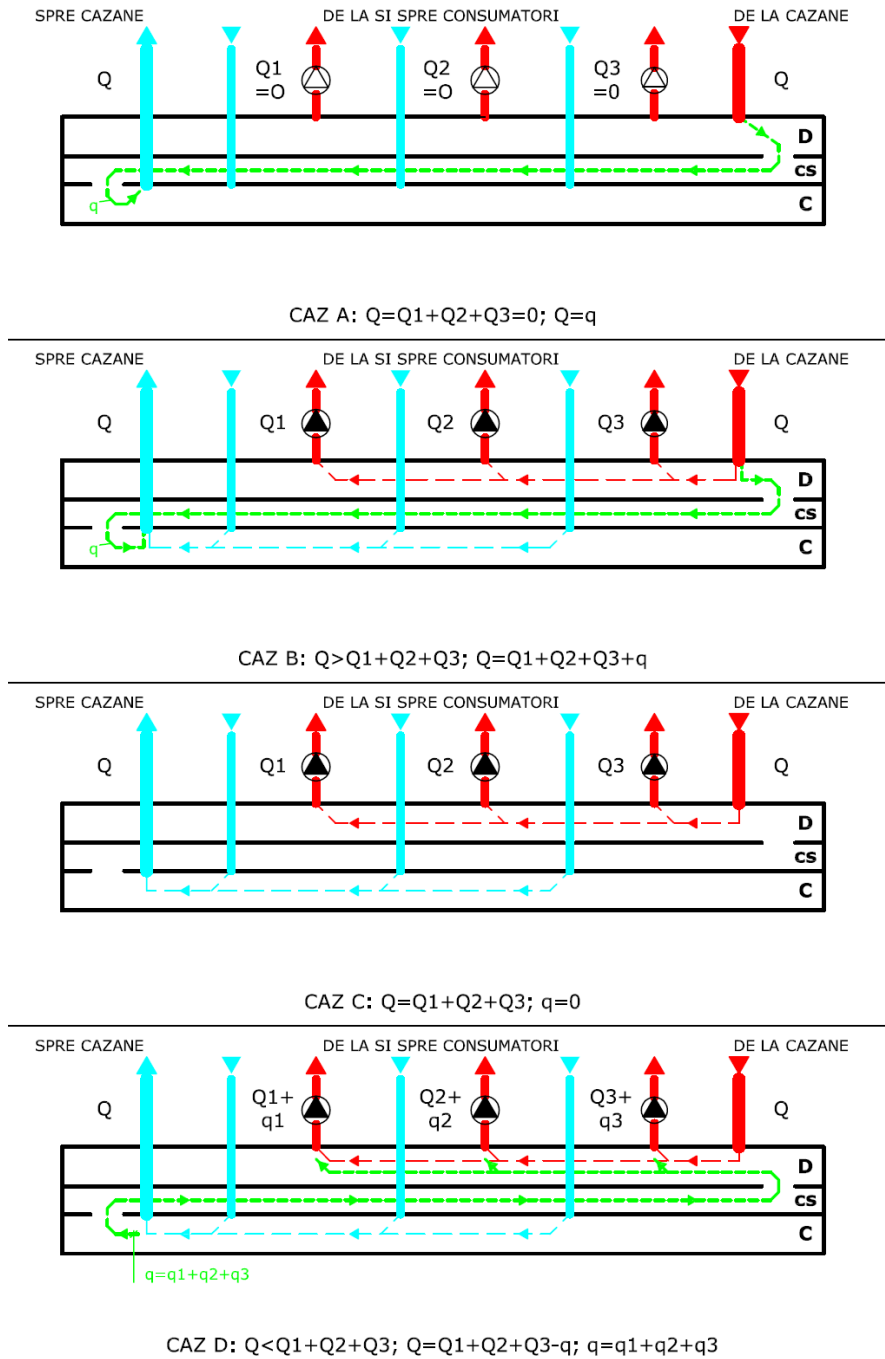 SPRE CAZANE DE LA SI SPRE CONSUMATORI DE LA CAZANE
Q Q1 =O Q2 =O Q3 =0 Q
D
cs
q
C
CAZ A: Q=Q1+Q2+Q3=0; Q=q
SPRE CAZANE DE LA SI SPRE CONSUMATORI DE LA CAZANE
Q Q1 Q2 Q3 Q
D
cs
q
C
CAZ B: Q>Q1+Q2+Q3; Q=Q1+Q2+Q3+q
SPRE CAZANE DE LA SI SPRE CONSUMATORI DE LA CAZANE
Q Q1 Q2 Q3 Q
D
cs
C
CAZ C: Q=Q1+Q2+Q3; q=0
SPRE CAZANE DE LA SI SPRE CONSUMATORI DE LA CAZANE
Q Q1+ q1 Q2+ q2 Q3+ q3 Q
D
cs
C
q=q1+q2+q3
CAZ D: Q<Q1+Q2+Q3; Q=Q1+Q2+Q3-q; q=q1+q2+q3